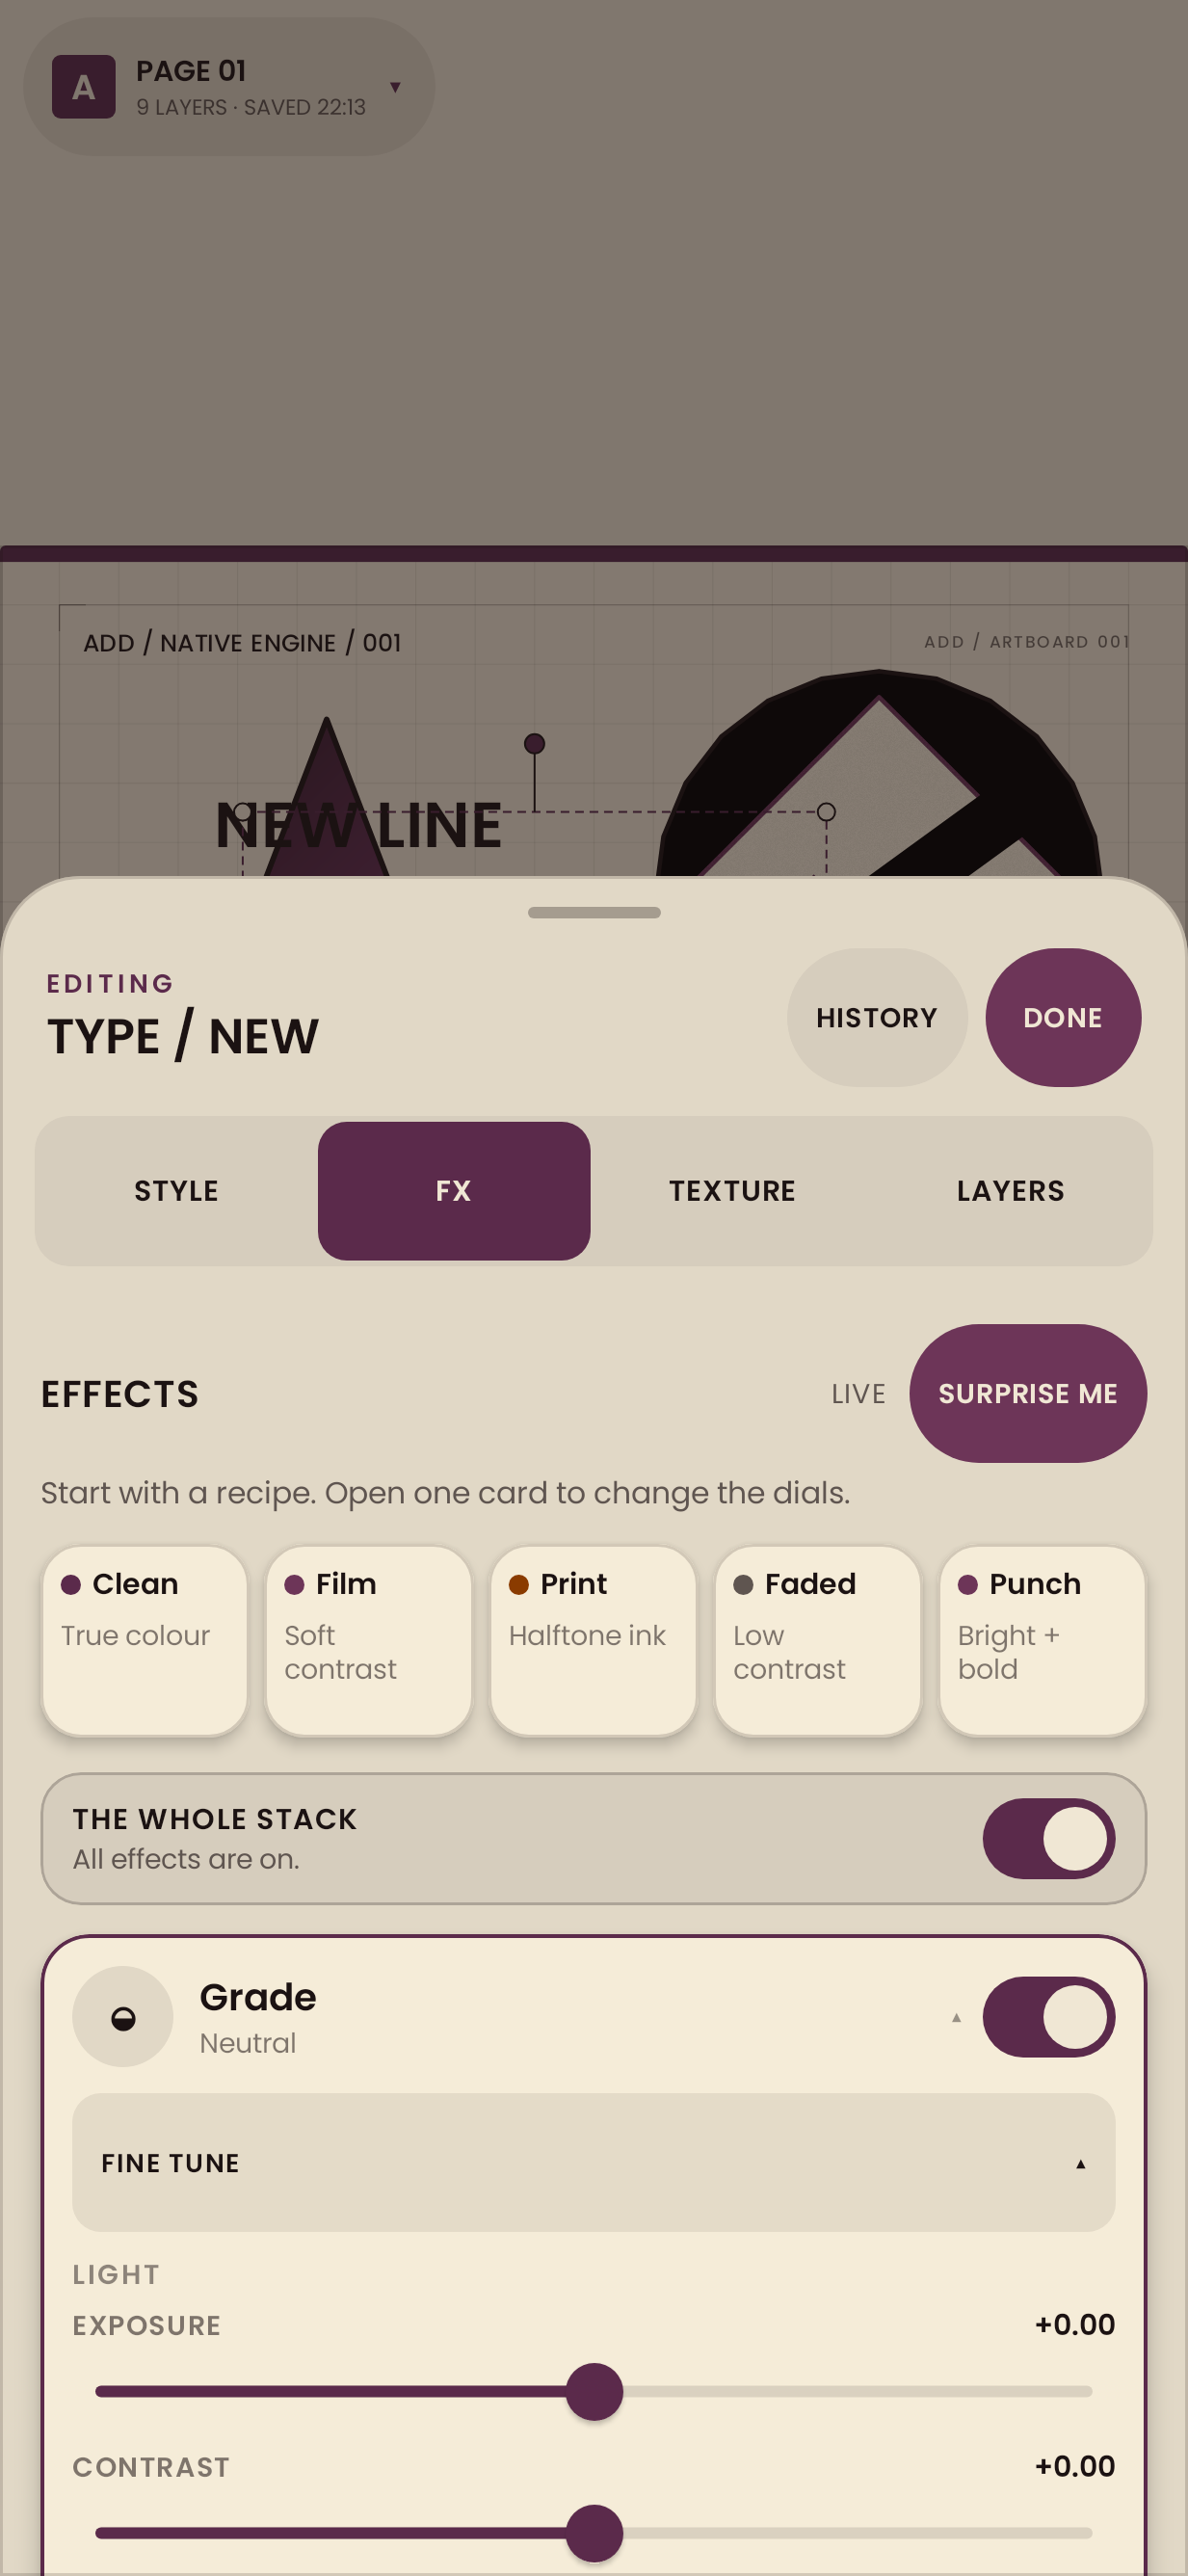 A
PAGE 01
9 LAYERS · SAVED 22:13
ADD / NATIVE ENGINE / 001
ADD / ARTBOARD 001
NEW LINE
EDITING
TYPE / NEW
HISTORY
DONE
STYLE
FX
TEXTURE
LAYERS
EFFECTS
LIVE
SURPRISE ME
Start with a recipe. Open one card to change the dials.
Clean
True colour
Film
Soft
contrast
Print
Halftone ink
Faded
Low
contrast
Punch
Bright +
bold
THE WHOLE STACK
All effects are on.
Grade
Neutral
FINE TUNE
LIGHT
EXPOSURE
+0.00
CONTRAST
+0.00